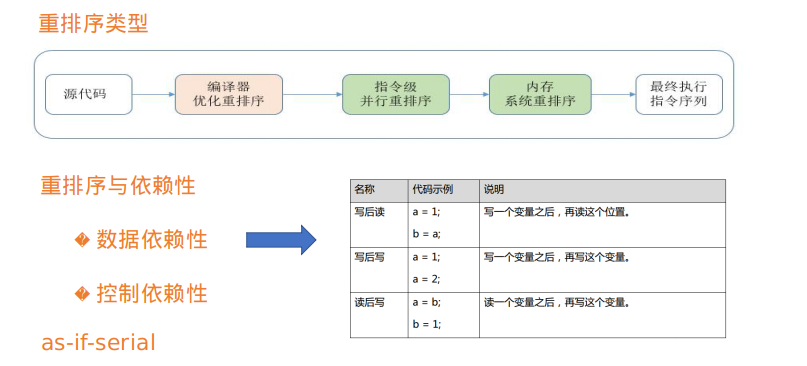 重排序类型
源代码
编译器
优化重排序
指令级
并行重排序
内存
系统重排序
最终执行
指令序列
重排序与依赖性
数据依赖性
控制依赖性
as-if-serial
名称 代码示例 说明
写后读 a = 1; 写一个变量之后，再读这个位置。
b = a;
写后写 a = 1; 写一个变量之后，再写这个变量。
a = 2;
读后写 a = b; 读一个变量之后，再写这个变量。
b = 1;